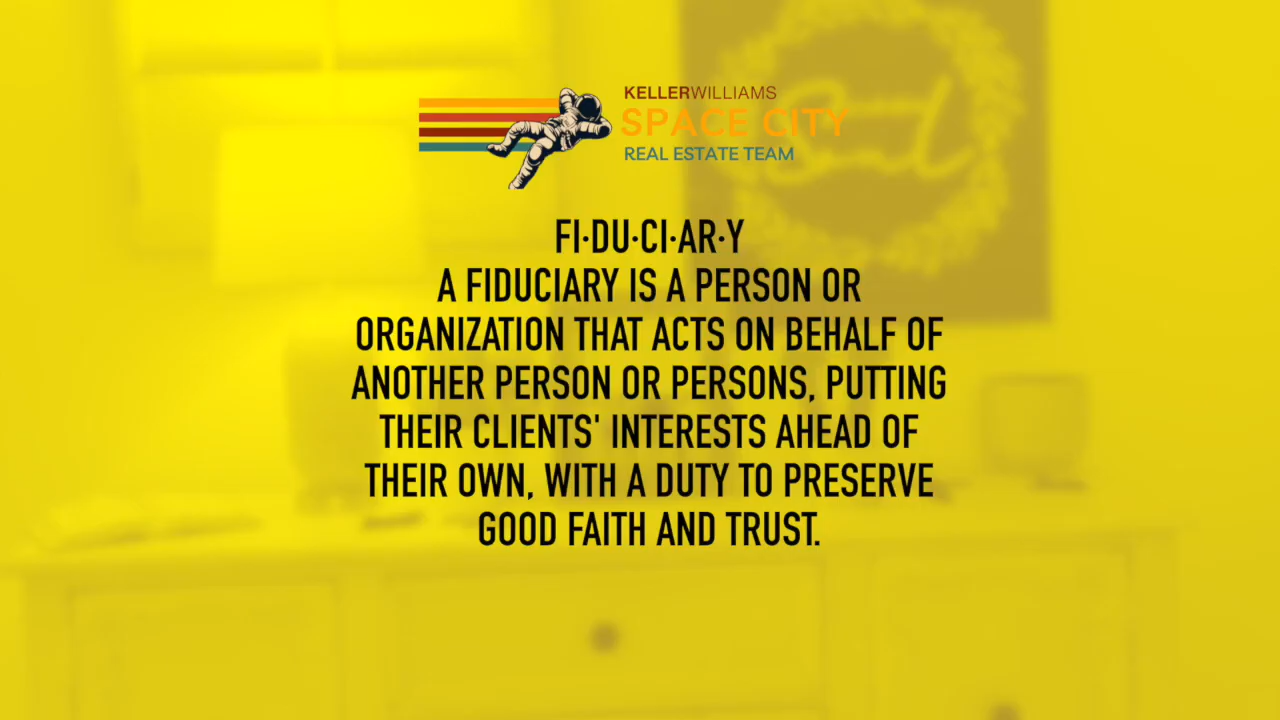 KELLERWILLIAMS
SPACE CITY
REAL ESTATE TEAM
FI·DU·CI·AR·Y
A FIDUCIARY IS A PERSON OR
ORGANIZATION THAT ACTS ON BEHALF OF
ANOTHER PERSON OR PERSONS, PUTTING
THEIR CLIENTS' INTERESTS AHEAD OF
THEIR OWN, WITH A DUTY TO PRESERVE
GOOD FAITH AND TRUST.